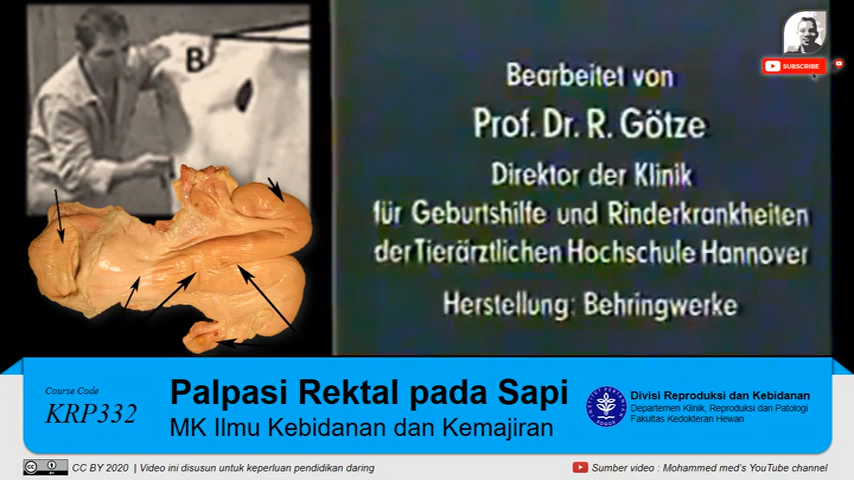 B
Bearbeitet von
Prof. Dr. R. Götze
Direktor der Klinik
für Geburtshilfe und Rinderkrankheiten
der Tierärztlichen Hochschule Hannover
Herstellung: Behringwerke
SUBSCRIBE
Course Code
KRP332
Palpasi Rektal pada Sapi
MK Ilmu Kebidanan dan Kemajiran
INSTITUT PERTANIAN
BOGOR
Divisi Reproduksi dan Kebidanan
Departemen Klinik, Reproduksi dan Patologi
Fakultas Kedokteran Hewan
CC BY 2020 | Video ini disusun untuk keperluan pendidikan daring
Sumber video : Mohammed med's YouTube channel